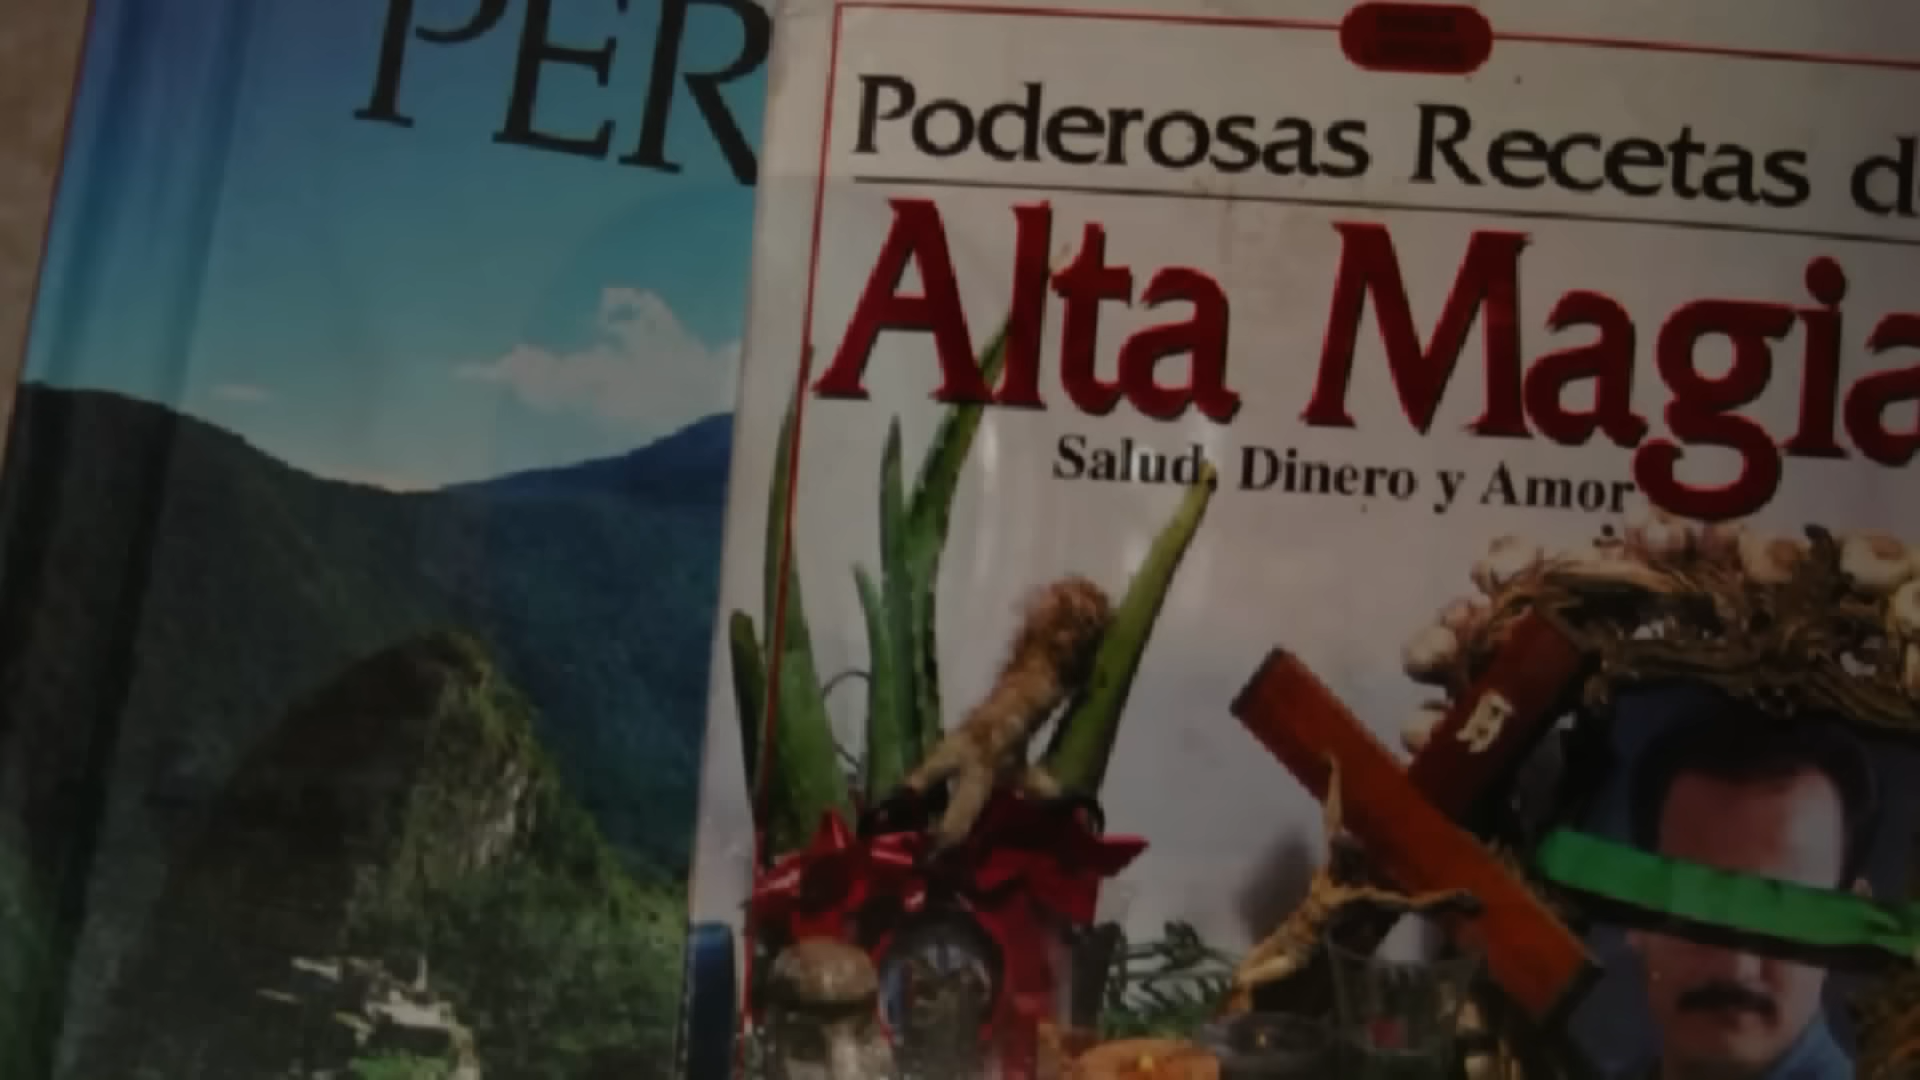 PER
Poderosas Recetas d
Alta Magia
Salud, Dinero y Amor